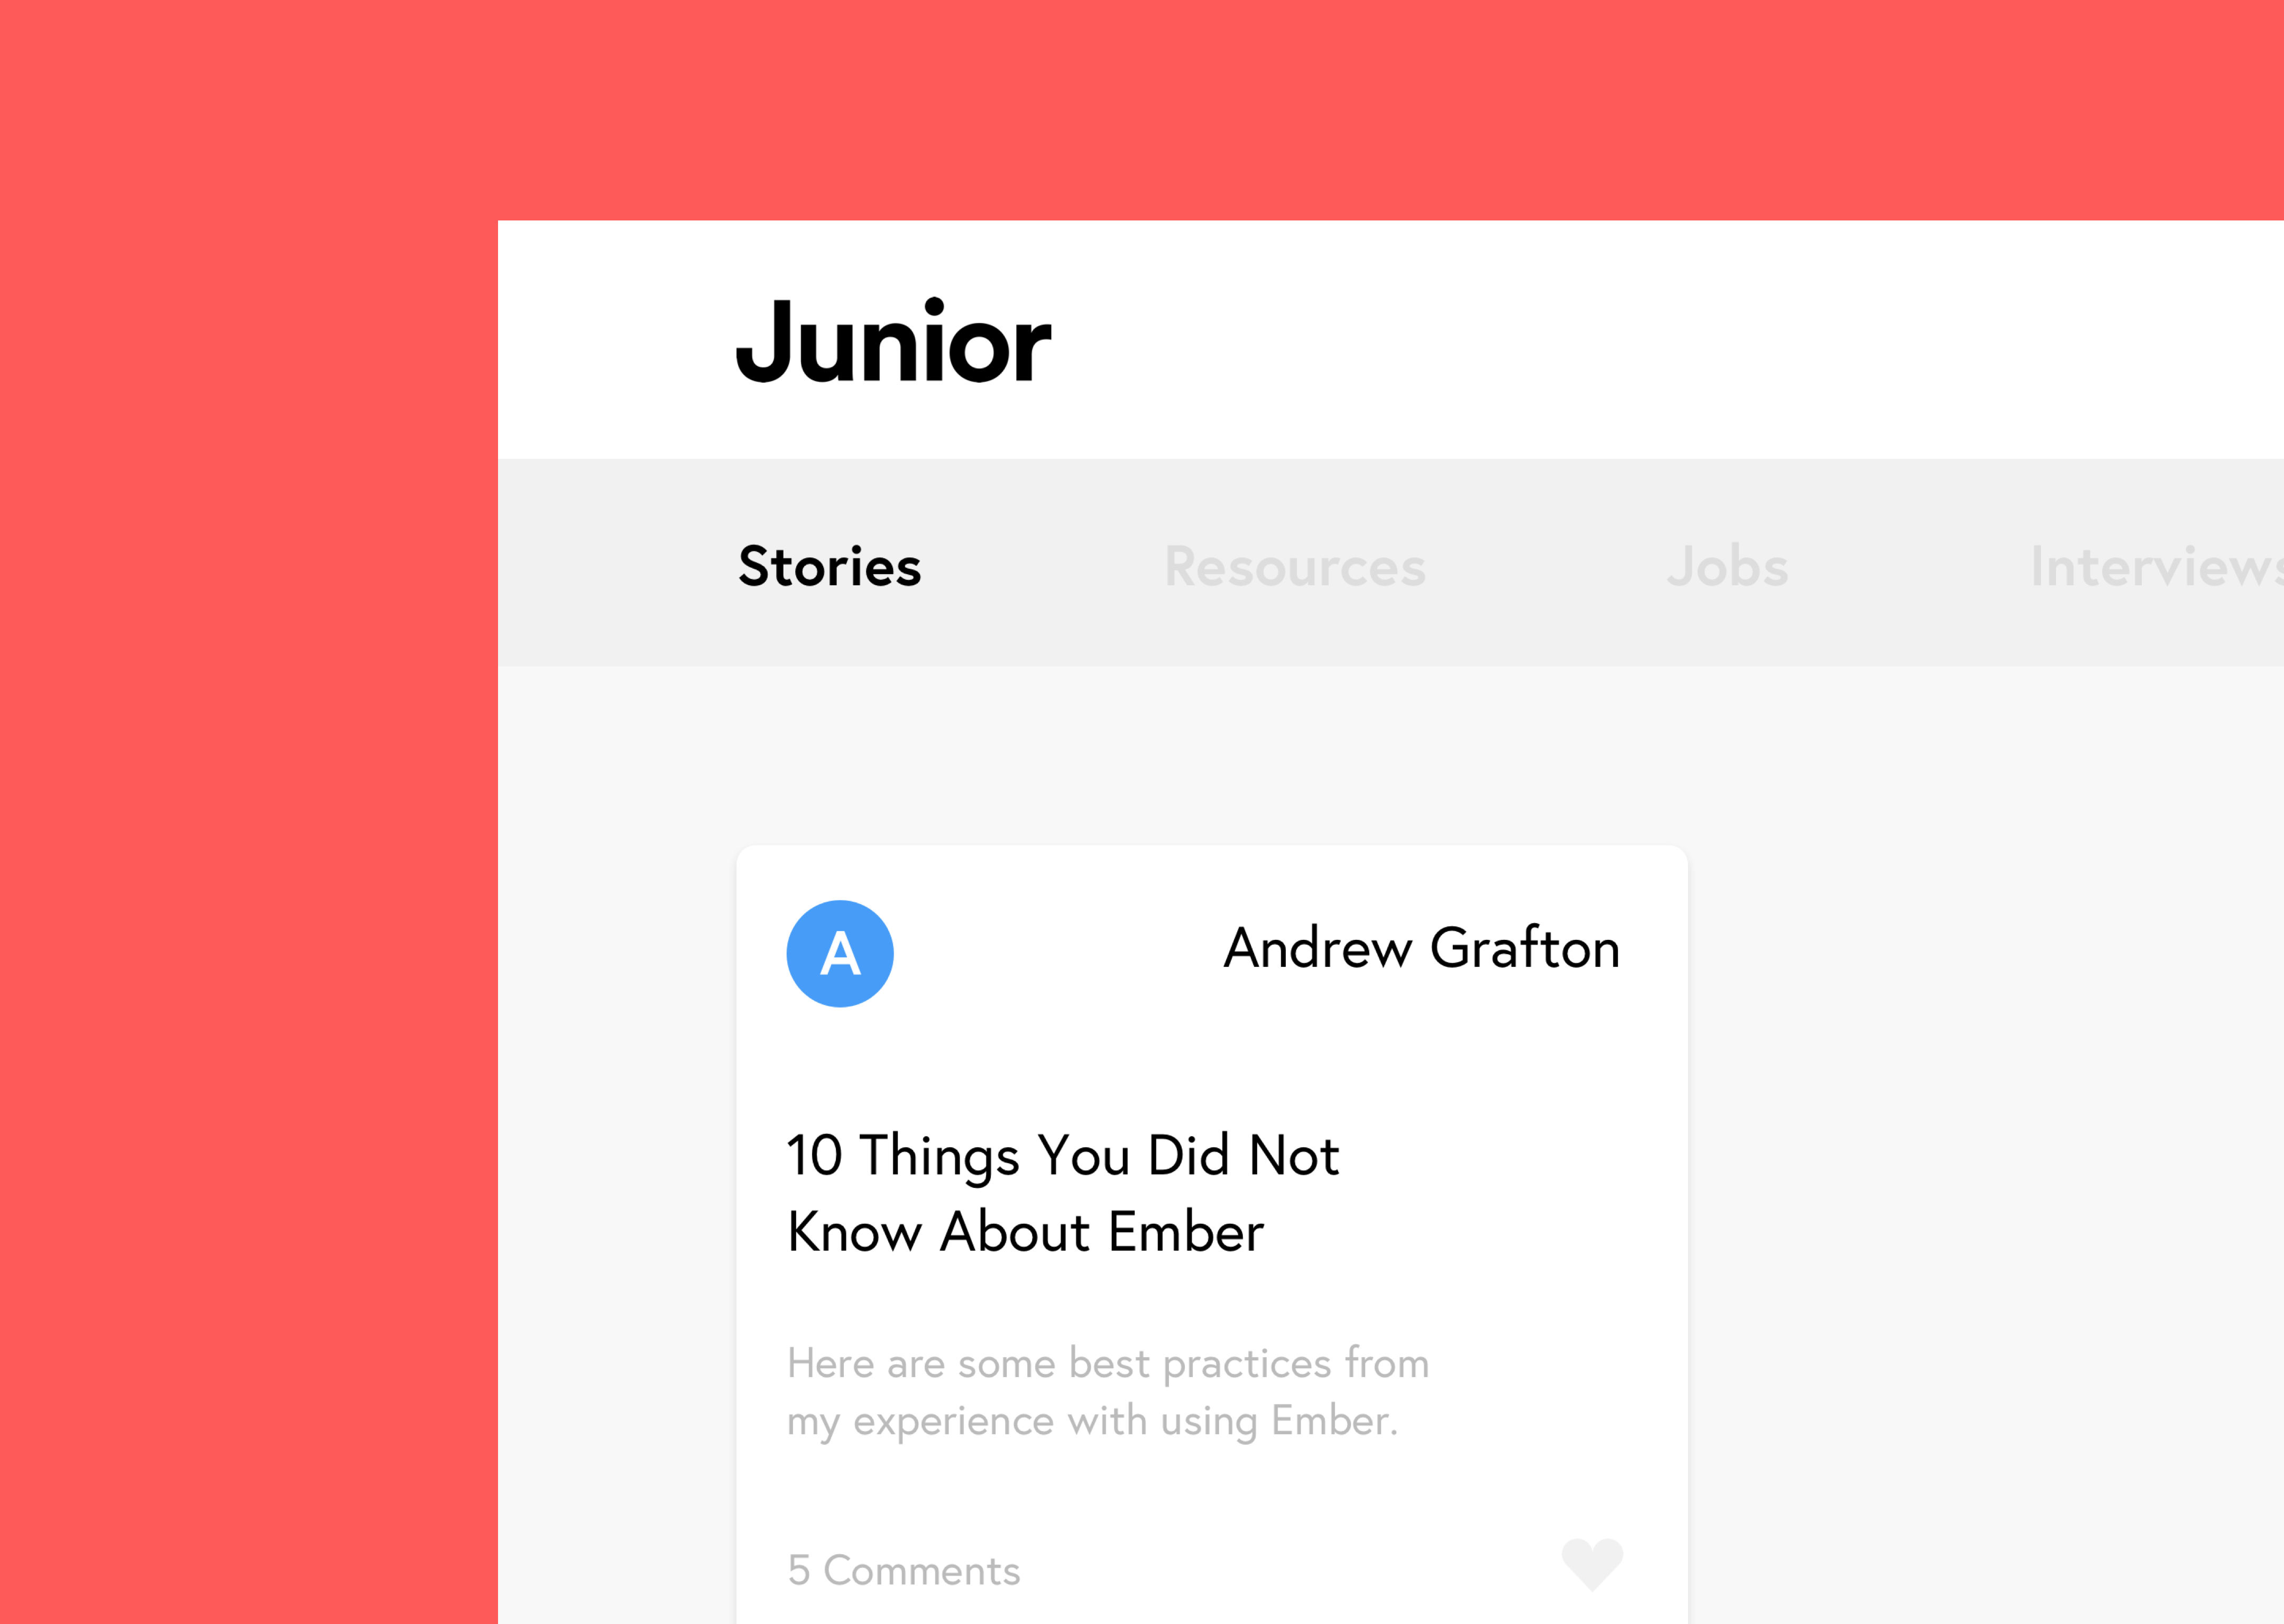 Junior
Stories Resources Jobs Interviews
A Andrew Grafton
10 Things You Did Not
Know About Ember
Here are some best practices from
my experience with using Ember.
5 Comments